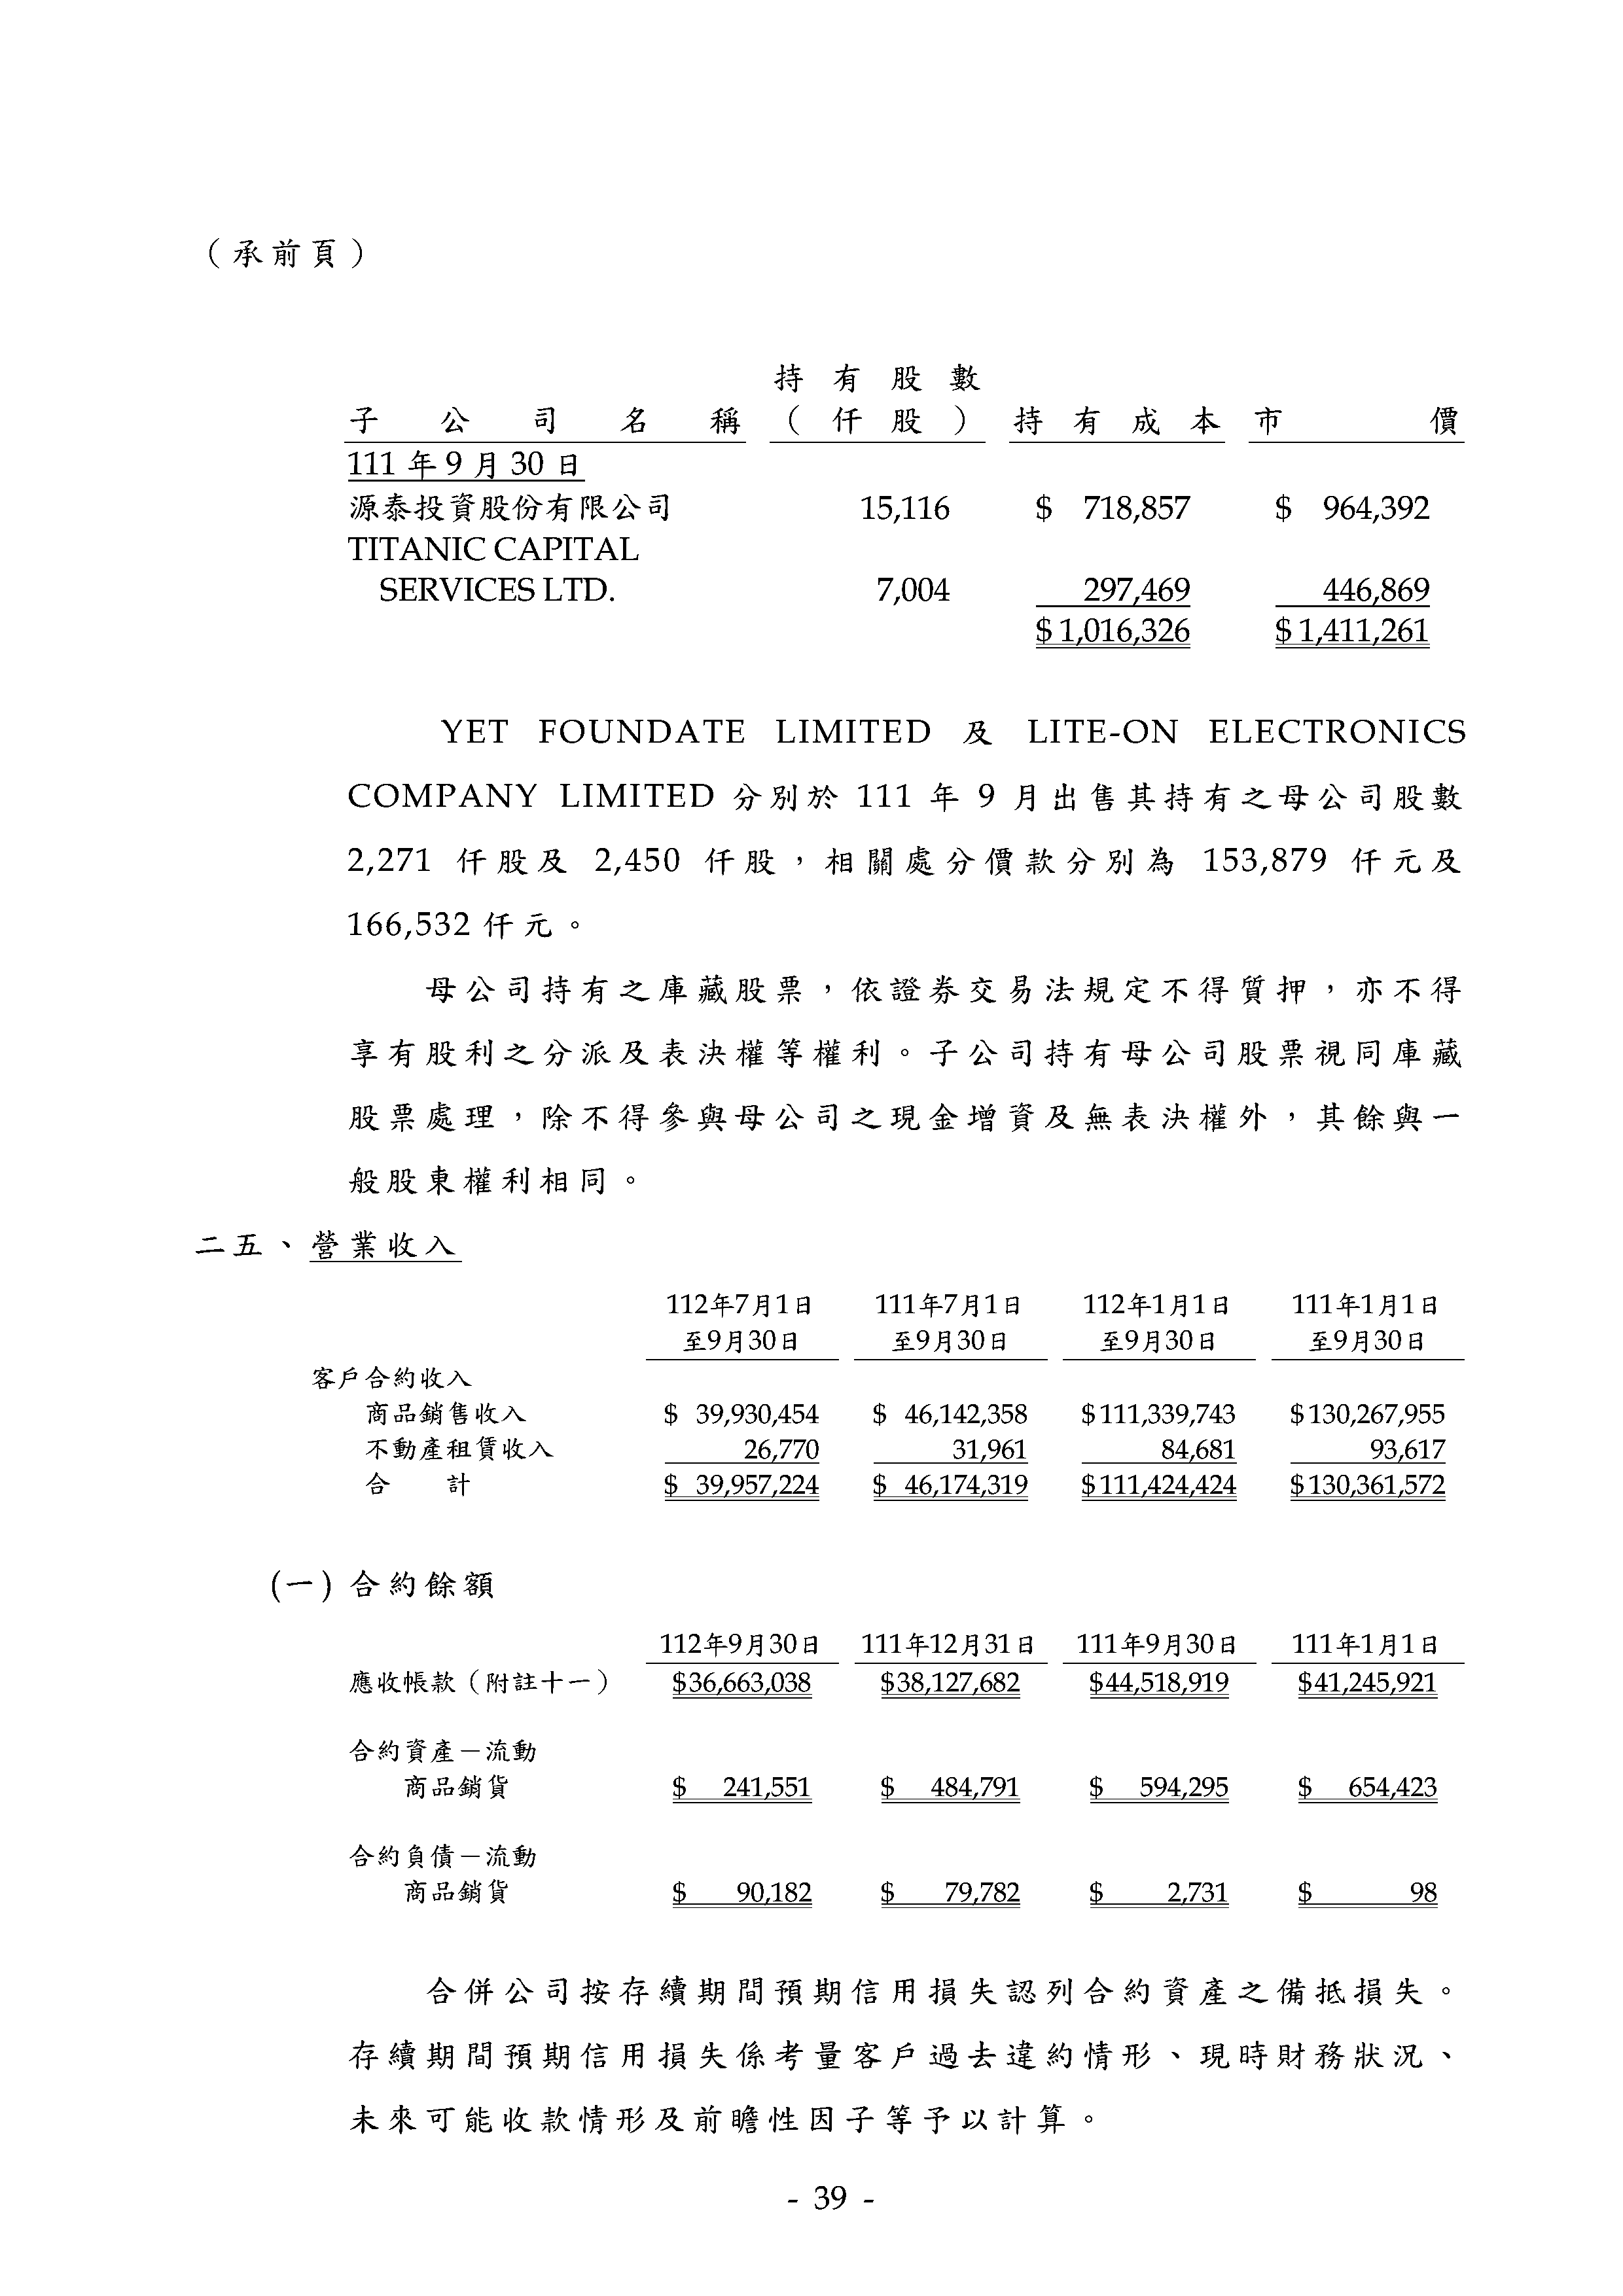 （承前頁）
持有股數
子公司名稱 （仟股） 持有成本 市價
111 年 9 月 30 日
源泰投資股份有限公司 15,116 $ 718,857 $ 964,392
TITANIC CAPITAL
SERVICES LTD. 7,004 297,469 446,869
$ 1,016,326 $ 1,411,261
YET FOUNDATE LIMITED 及 LITE-ON ELECTRONICS
COMPANY LIMITED 分別於 111 年 9 月出售其持有之母公司股數
2,271 仟股及 2,450 仟股，相關處分價款分別為 153,879 仟元及
166,532 仟元。
母公司持有之庫藏股票，依證券交易法規定不得質押，亦不得
享有股利之分派及表決權等權利。子公司持有母公司股票視同庫藏
股票處理，除不得參與母公司之現金增資及無表決權外，其餘與一
般股東權利相同。
二五、營業收入
112年7月1日 111年7月1日 112年1月1日 111年1月1日
至9月30日 至9月30日 至9月30日 至9月30日
客戶合約收入
商品銷售收入 $ 39,930,454 $ 46,142,358 $111,339,743 $130,267,955
不動產租賃收入 26,770 31,961 84,681 93,617
合計 $ 39,957,224 $ 46,174,319 $111,424,424 $130,361,572
(一) 合約餘額
112年9月30日 111年12月31日 111年9月30日 111年1月1日
應收帳款（附註十一） $36,663,038 $38,127,682 $44,518,919 $41,245,921
合約資產－流動
商品銷貨 $ 241,551 $ 484,791 $ 594,295 $ 654,423
合約負債－流動
商品銷貨 $ 90,182 $ 79,782 $ 2,731 $ 98
合併公司按存續期間預期信用損失認列合約資產之備抵損失。
存續期間預期信用損失係考量客戶過去違約情形、現時財務狀況、
未來可能收款情形及前瞻性因子等予以計算。
- 39 -